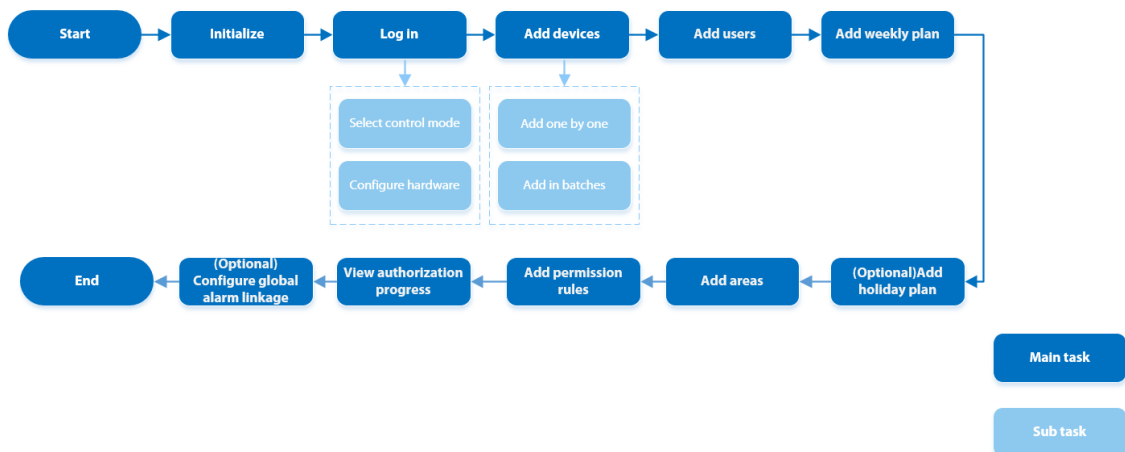 Start
Initialize
Log in
Add devices
Add users
Add weekly plan
Select control mode
Add one by one
Configure hardware
Add in batches
End
(Optional)
Configure global
alarm linkage
View authorization
progress
Add permission
rules
Add areas
(Optional)Add
holiday plan
Main task
Sub task